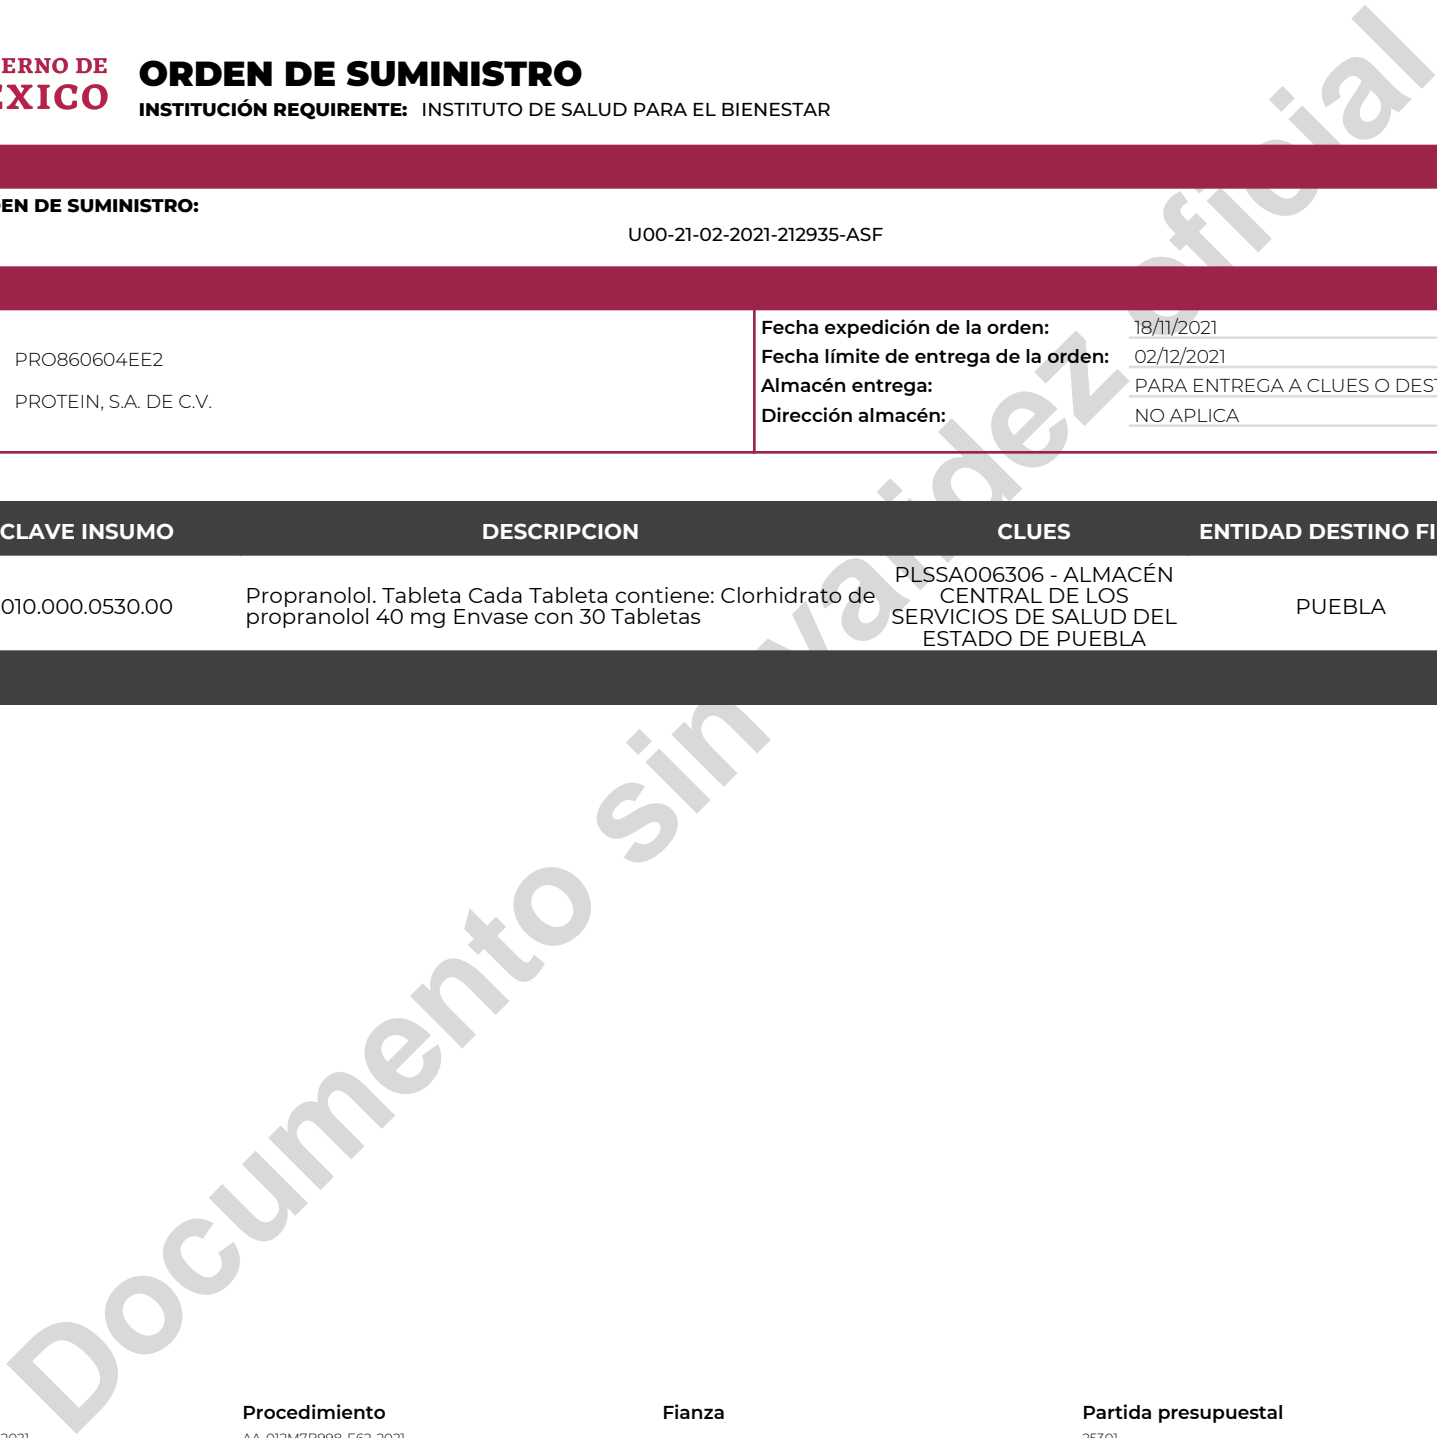 ERNO DE
EXICO
ORDEN DE SUMINISTRO
INSTITUCIÓN REQUIRENTE: INSTITUTO DE SALUD PARA EL BIENESTAR
EN DE SUMINISTRO:
U00-21-02-2021-212935-ASF
PRO860604EE2
PROTEIN, S.A. DE C.V.
Fecha expedición de la orden: 18/11/2021
Fecha límite de entrega de la orden: 02/12/2021
Almacén entrega: PARA ENTREGA A CLUES O DEST
Dirección almacén: NO APLICA
CLAVE INSUMO DESCRIPCION CLUES ENTIDAD DESTINO FI
010.000.0530.00
Propranolol. Tableta Cada Tableta contiene: Clorhidrato de
propranolol 40 mg Envase con 30 Tabletas
PLSSA006306 - ALMACÉN
CENTRAL DE LOS
SERVICIOS DE SALUD DEL
ESTADO DE PUEBLA
PUEBLA
Documento sin validez oficial
Procedimiento Fianza Partida presupuestal